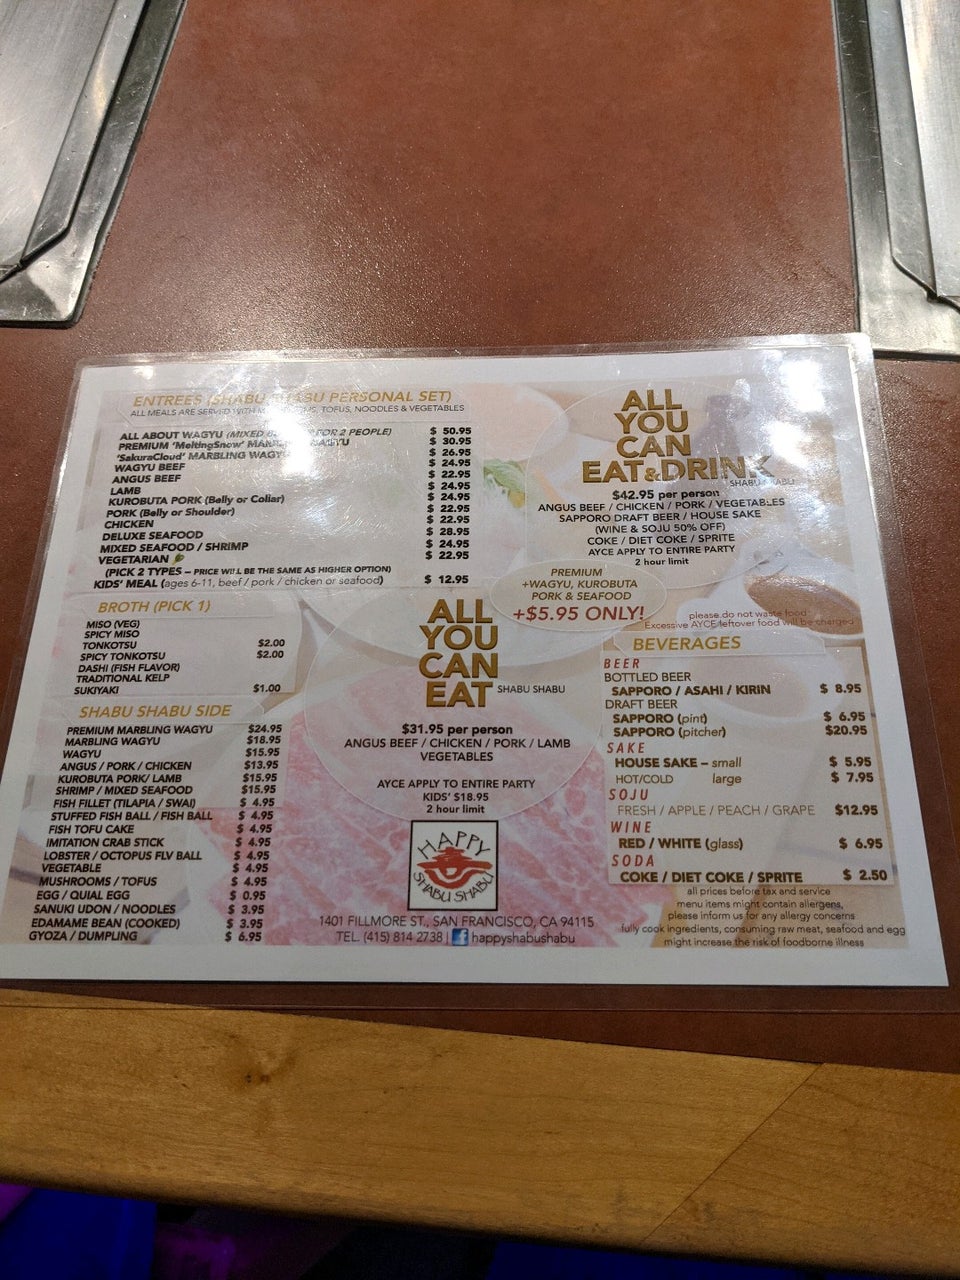 ENTREES (SHABU SHABU PERSONAL SET)
ALL MEALS ARE SERVED WITH TOFUS, NOODLES & VEGETABLES
ALL ABOUT WAGYU (MIXED FOR 2 PEOPLE) $ 50.95
PREMIUM 'MeltingSnow' WAGYU $ 30.95
'SakuraCloud' MARBLING WAGYU $ 26.95
WAGYU BEEF $ 24.95
ANGUS BEEF $ 22.95
LAMB $ 24.95
KUROBUTA PORK (Belly or Collar) $ 24.95
PORK (Belly or Shoulder) $ 22.95
CHICKEN $ 22.95
DELUXE SEAFOOD $ 28.95
MIXED SEAFOOD / SHRIMP $ 24.95
VEGETARIAN $ 22.95
(PICK 2 TYPES – PRICE WILL BE THE SAME AS HIGHER OPTION)
KIDS' MEAL (ages 6-11, beef / pork / chicken or seafood) $ 12.95
BROTH (PICK 1)
MISO (VEG)
SPICY MISO
TONKOTSU $2.00
SPICY TONKOTSU $2.00
DASHI (FISH FLAVOR)
TRADITIONAL KELP
SUKIYAKI $1.00
SHABU SHABU SIDE
PREMIUM MARBLING WAGYU $24.95
MARBLING WAGYU $18.95
WAGYU $15.95
ANGUS / PORK / CHICKEN $13.95
KUROBUTA PORK/ LAMB $15.95
SHRIMP / MIXED SEAFOOD $15.95
FISH FILLET (TILAPIA / SWAI) $ 4.95
STUFFED FISH BALL / FISH BALL $ 4.95
FISH TOFU CAKE $ 4.95
IMITATION CRAB STICK $ 4.95
LOBSTER / OCTOPUS FLV BALL $ 4.95
VEGETABLE $ 4.95
MUSHROOMS / TOFUS $ 4.95
EGG / QUIAL EGG $ 0.95
SANUKI UDON / NOODLES $ 3.95
EDAMAME BEAN (COOKED) $ 3.95
GYOZA / DUMPLING $ 6.95
ALL
YOU
CAN
EAT&DRINK
SHABU SHABU
$42.95 per person
ANGUS BEEF / CHICKEN / PORK / VEGETABLES
SAPPORO DRAFT BEER / HOUSE SAKE
(WINE & SOJU 50% OFF)
COKE / DIET COKE / SPRITE
AYCE APPLY TO ENTIRE PARTY
2 hour limit
PREMIUM
+WAGYU, KUROBUTA
PORK & SEAFOOD
+$5.95 ONLY!
please do not waste food
Excessive AYCE leftover food will be charged
ALL
YOU
CAN
EAT SHABU SHABU
$31.95 per person
ANGUS BEEF / CHICKEN / PORK / LAMB
VEGETABLES
AYCE APPLY TO ENTIRE PARTY
KIDS' $18.95
2 hour limit
HAPPY
SHABU SHABU
1401 FILLMORE ST., SAN FRANCISCO, CA 94115
TEL. (415) 814 2738 | f happyshabushabu
BEVERAGES
BEER
BOTTLED BEER
SAPPORO / ASAHI / KIRIN $ 8.95
DRAFT BEER
SAPPORO (pint) $ 6.95
SAPPORO (pitcher) $20.95
SAKE
HOUSE SAKE – small $ 5.95
HOT/COLD large $ 7.95
SOJU
FRESH / APPLE / PEACH / GRAPE $12.95
WINE
RED / WHITE (glass) $ 6.95
SODA
COKE / DIET COKE / SPRITE $ 2.50
all prices before tax and service
menu items might contain allergens,
please inform us for any allergy concerns
fully cook ingredients, consuming raw meat, seafood and egg
might increase the risk of foodborne illness